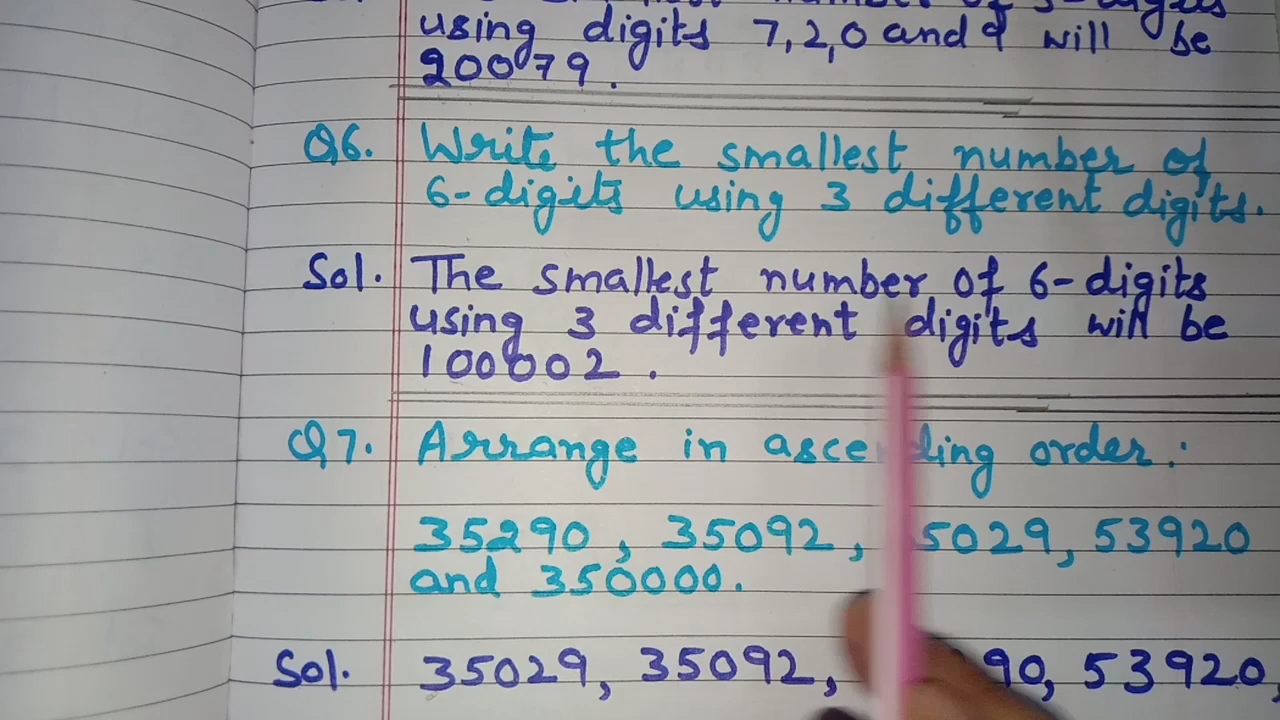 using digits 7,2,0 and 9 will be
20079.
Q6. Write the smallest number of
6-digits using 3 different digits.
Sol. The smallest number of 6-digits
using 3 different digits will be
100002.
Q7. Arrange in ascending order:
35290, 35092, 5029, 53920
and 350000.
Sol. 35029, 35092, 90, 53920,